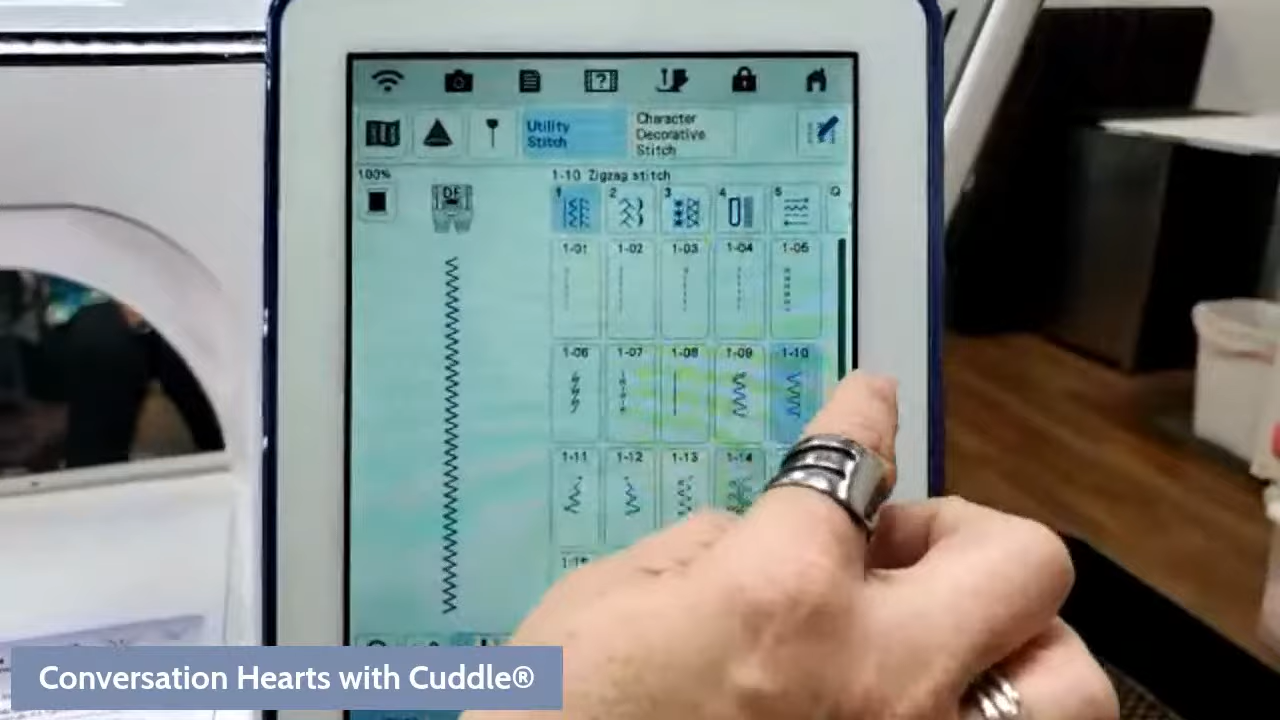 Utility
Stitch
Character
Decorative
Stitch
100%
1-10 Zigzag stitch
1 2 3 4 5 Q
1-01 1-02 1-03 1-04 1-05
1-06 1-07 1-08 1-09 1-10
1-11 1-12 1-13 1-14
Conversation Hearts with Cuddle®